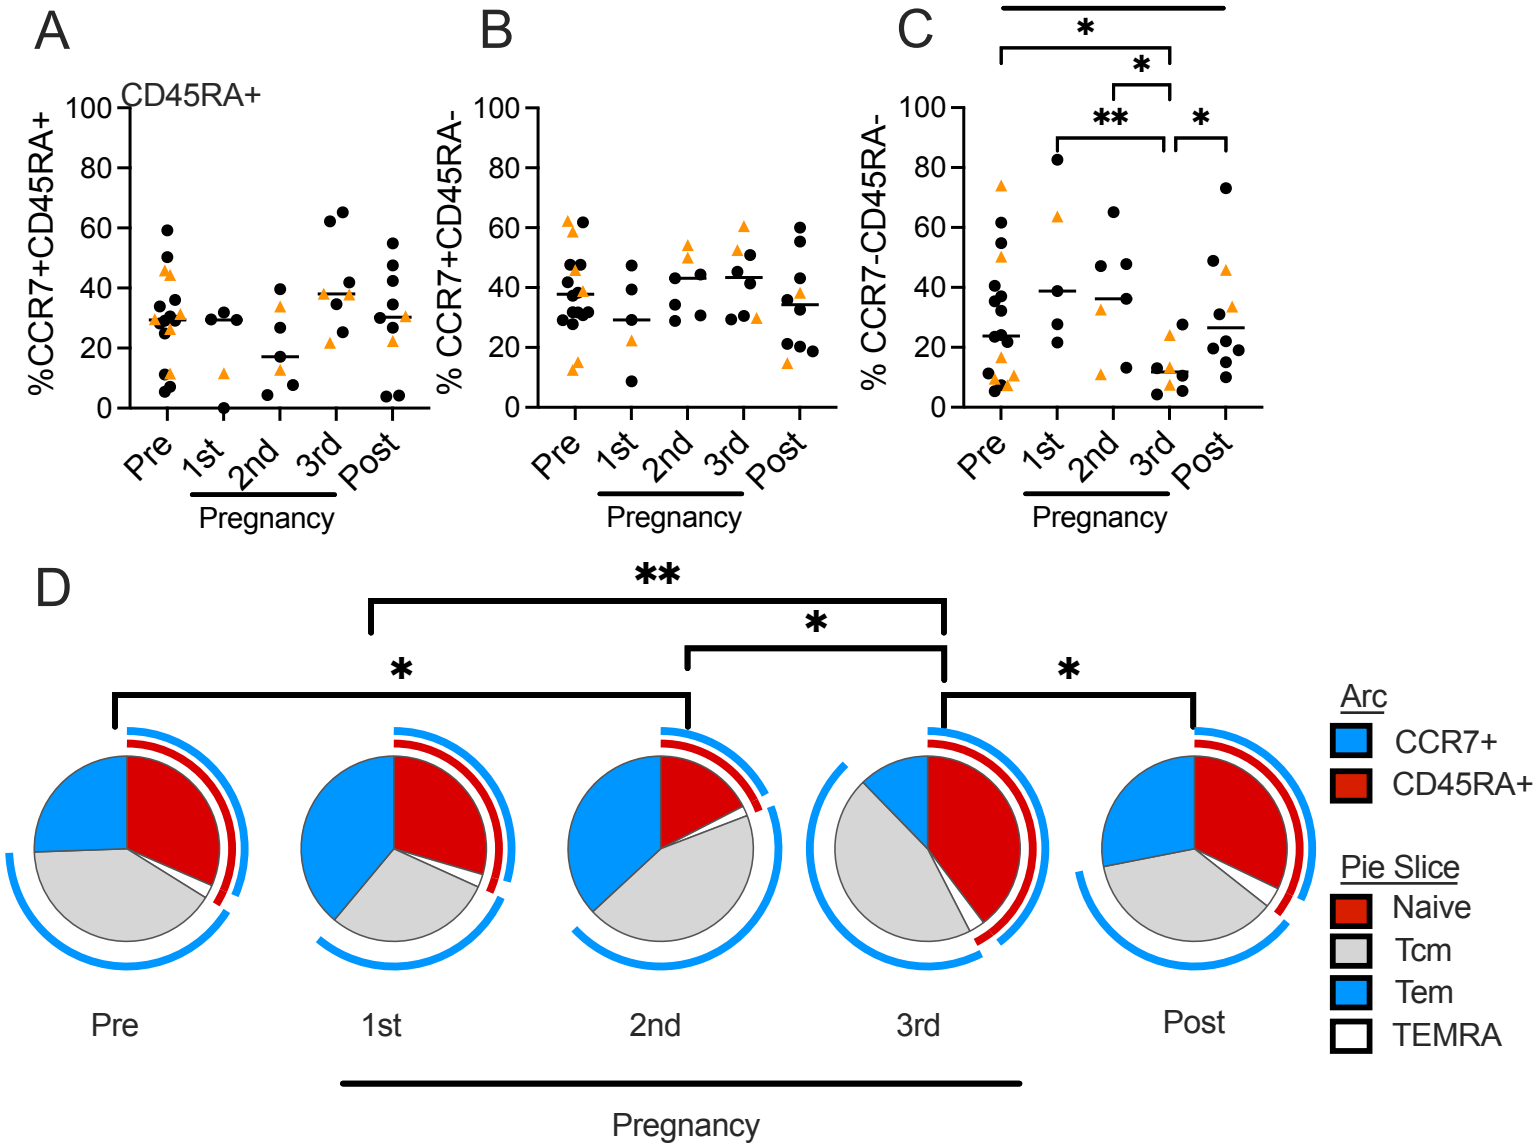 A
CD45RA+
%CCR7+CD45RA+
100
80
60
40
20
0
Pre
1st
2nd
3rd
Post
Pregnancy
B
% CCR7+CD45RA-
100
80
60
40
20
0
Pre
1st
2nd
3rd
Post
Pregnancy
C
% CCR7-CD45RA-
100
80
60
40
20
0
*
*
**
*
Pre
1st
2nd
3rd
Post
Pregnancy
D
**
*
*
*
Pre
1st
2nd
3rd
Post
Pregnancy
Arc
CCR7+
CD45RA+
Pie Slice
Naive
Tcm
Tem
TEMRA